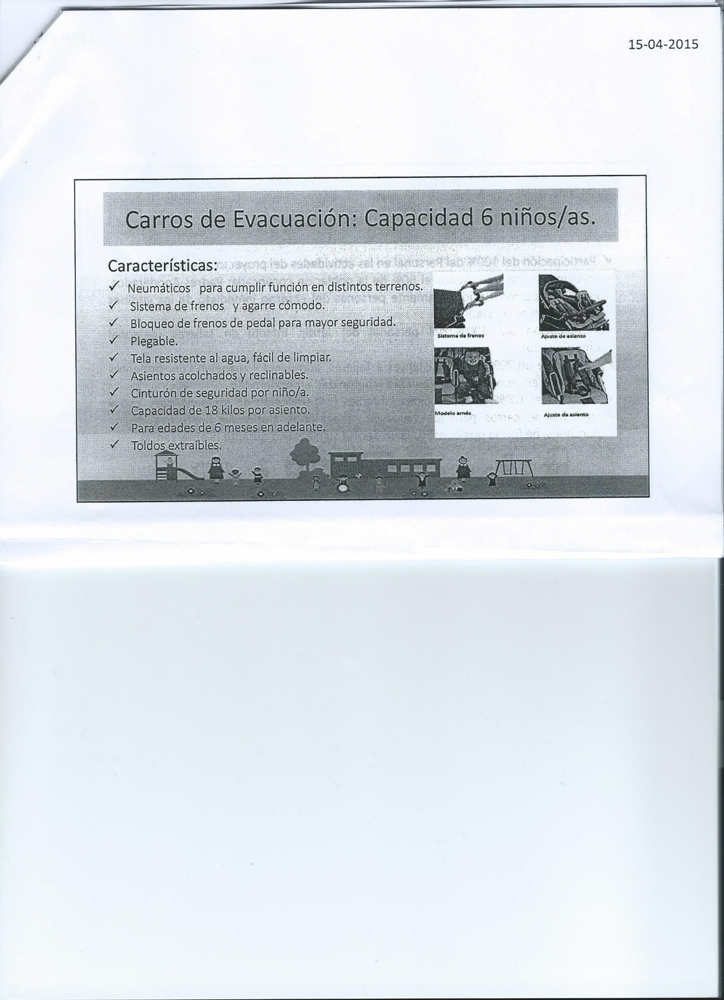 15-04-2015
Carros de Evacuación: Capacidad 6 niños/as.
Características:
✓ Neumáticos para cumplir función en distintos terrenos.
✓ Sistema de frenos y agarre cómodo.
✓ Bloqueo de frenos de pedal para mayor seguridad.
✓ Plegable.
✓ Tela resistente al agua, fácil de limpiar.
✓ Asientos acolchados y reclinables.
✓ Cinturón de seguridad por niño/a.
✓ Capacidad de 18 kilos por asiento.
✓ Para edades de 6 meses en adelante.
✓ Toldos extraíbles.
Sistema de frenos
Ajuste de asiento
Modelo arnés
Ajuste de asiento